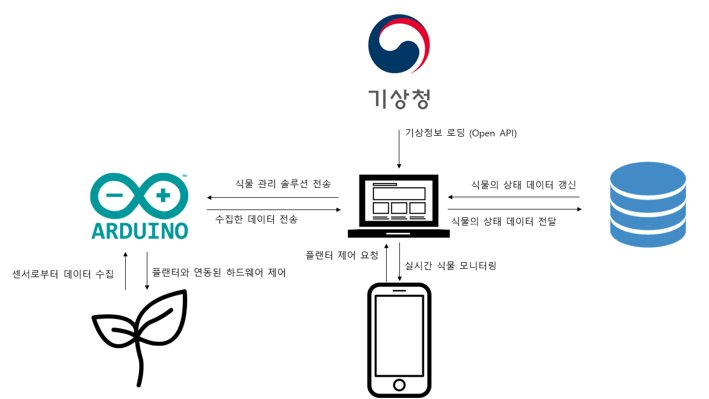 기상청
기상정보 로딩 (Open API)
식물 관리 솔루션 전송
식물의 상태 데이터 갱신
수집한 데이터 전송
식물의 상태 데이터 전달
TM
ARDUINO
플랜터 제어 요청
실시간 식물 모니터링
센서로부터 데이터 수집
플랜터와 연동된 하드웨어 제어